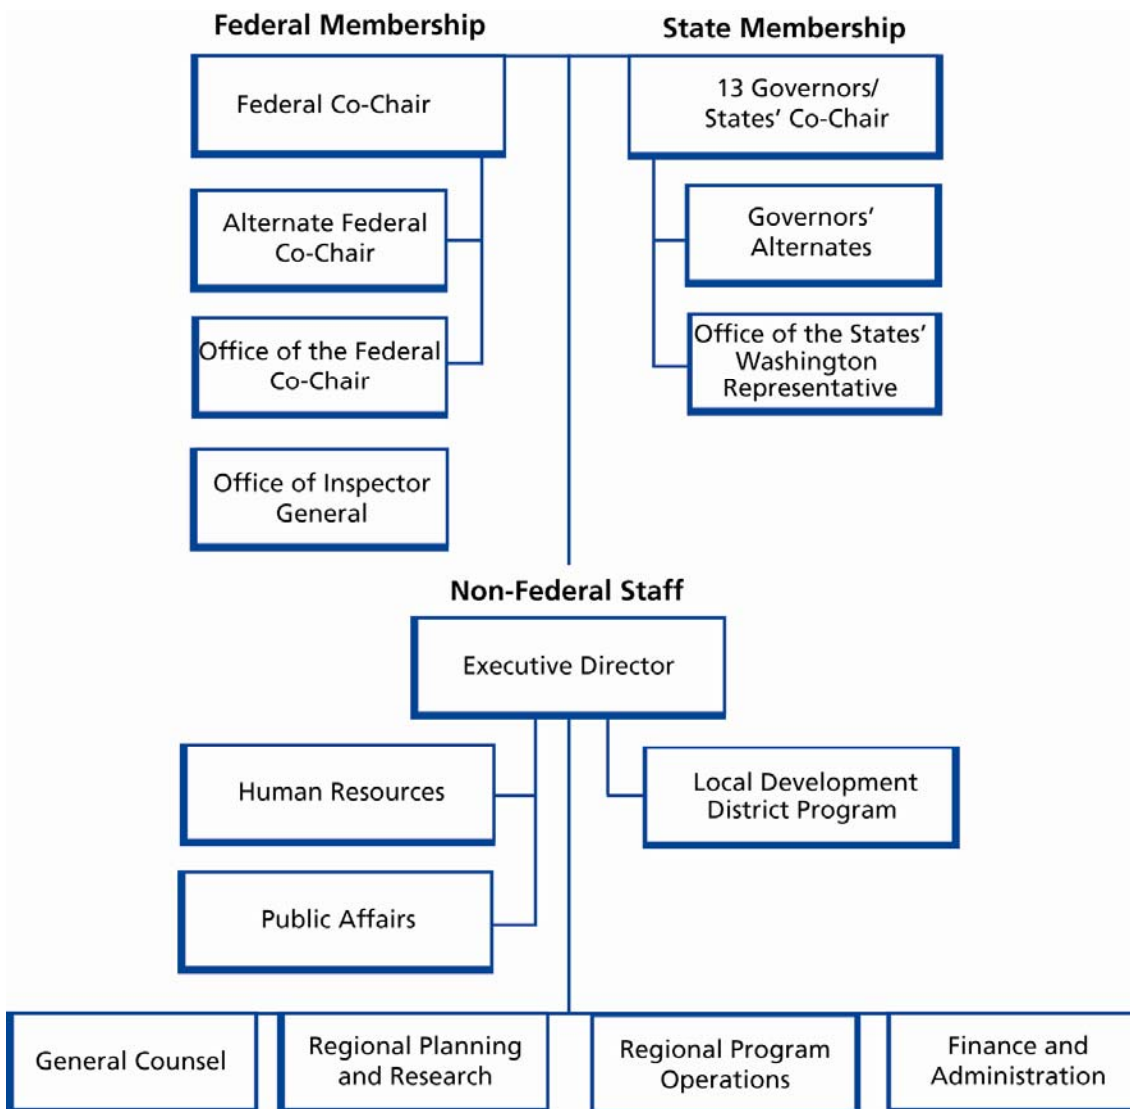 Federal Membership
State Membership
Federal Co-Chair
13 Governors/
States’ Co-Chair
Alternate Federal
Co-Chair
Governors’
Alternates
Office of the Federal
Co-Chair
Office of the States’
Washington
Representative
Office of Inspector
General
Non-Federal Staff
Executive Director
Human Resources
Local Development
District Program
Public Affairs
General Counsel
Regional Planning
and Research
Regional Program
Operations
Finance and
Administration